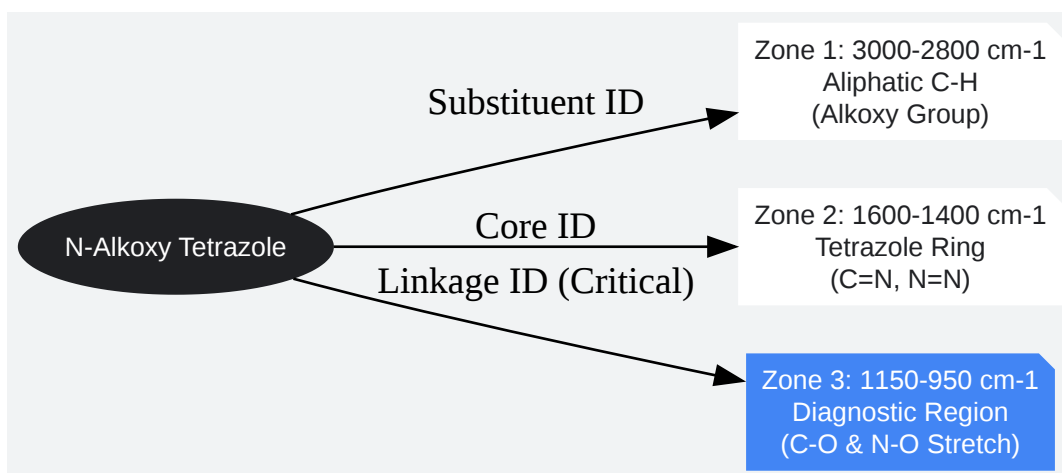 N-Alkoxy Tetrazole
Substituent ID
Zone 1: 3000-2800 cm-1
Aliphatic C-H
(Alkoxy Group)
Core ID
Zone 2: 1600-1400 cm-1
Tetrazole Ring
(C=N, N=N)
Linkage ID (Critical)
Zone 3: 1150-950 cm-1
Diagnostic Region
(C-O & N-O Stretch)